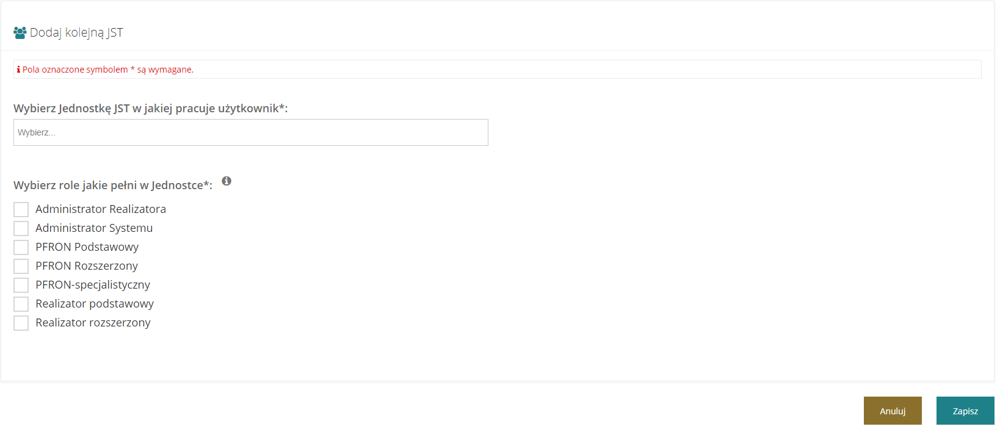 Dodaj kolejną JST
Pola oznaczone symbolem * są wymagane.
Wybierz Jednostkę JST w jakiej pracuje użytkownik*:
Wybierz...
Wybierz role jakie pełni w Jednostce*:
Administrator Realizatora
Administrator Systemu
PFRON Podstawowy
PFRON Rozszerzony
PFRON-specjalistyczny
Realizator podstawowy
Realizator rozszerzony
Anuluj
Zapisz